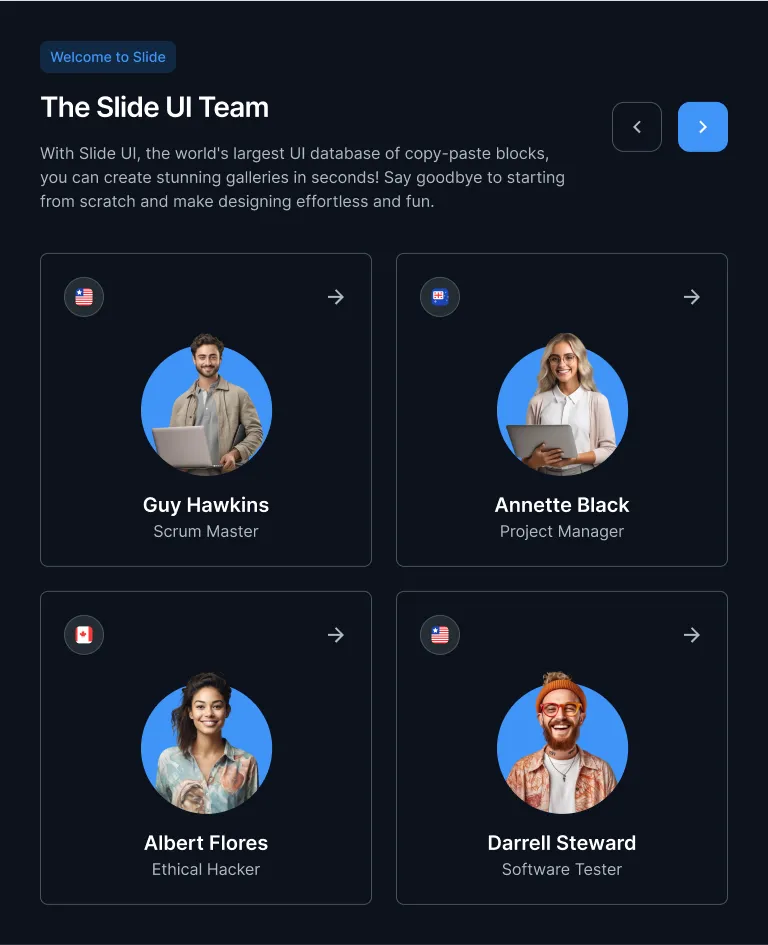 Welcome to Slide
The Slide UI Team
With Slide UI, the world's largest UI database of copy-paste blocks,
you can create stunning galleries in seconds! Say goodbye to starting
from scratch and make designing effortless and fun.
Guy Hawkins
Scrum Master
Annette Black
Project Manager
Albert Flores
Ethical Hacker
Darrell Steward
Software Tester